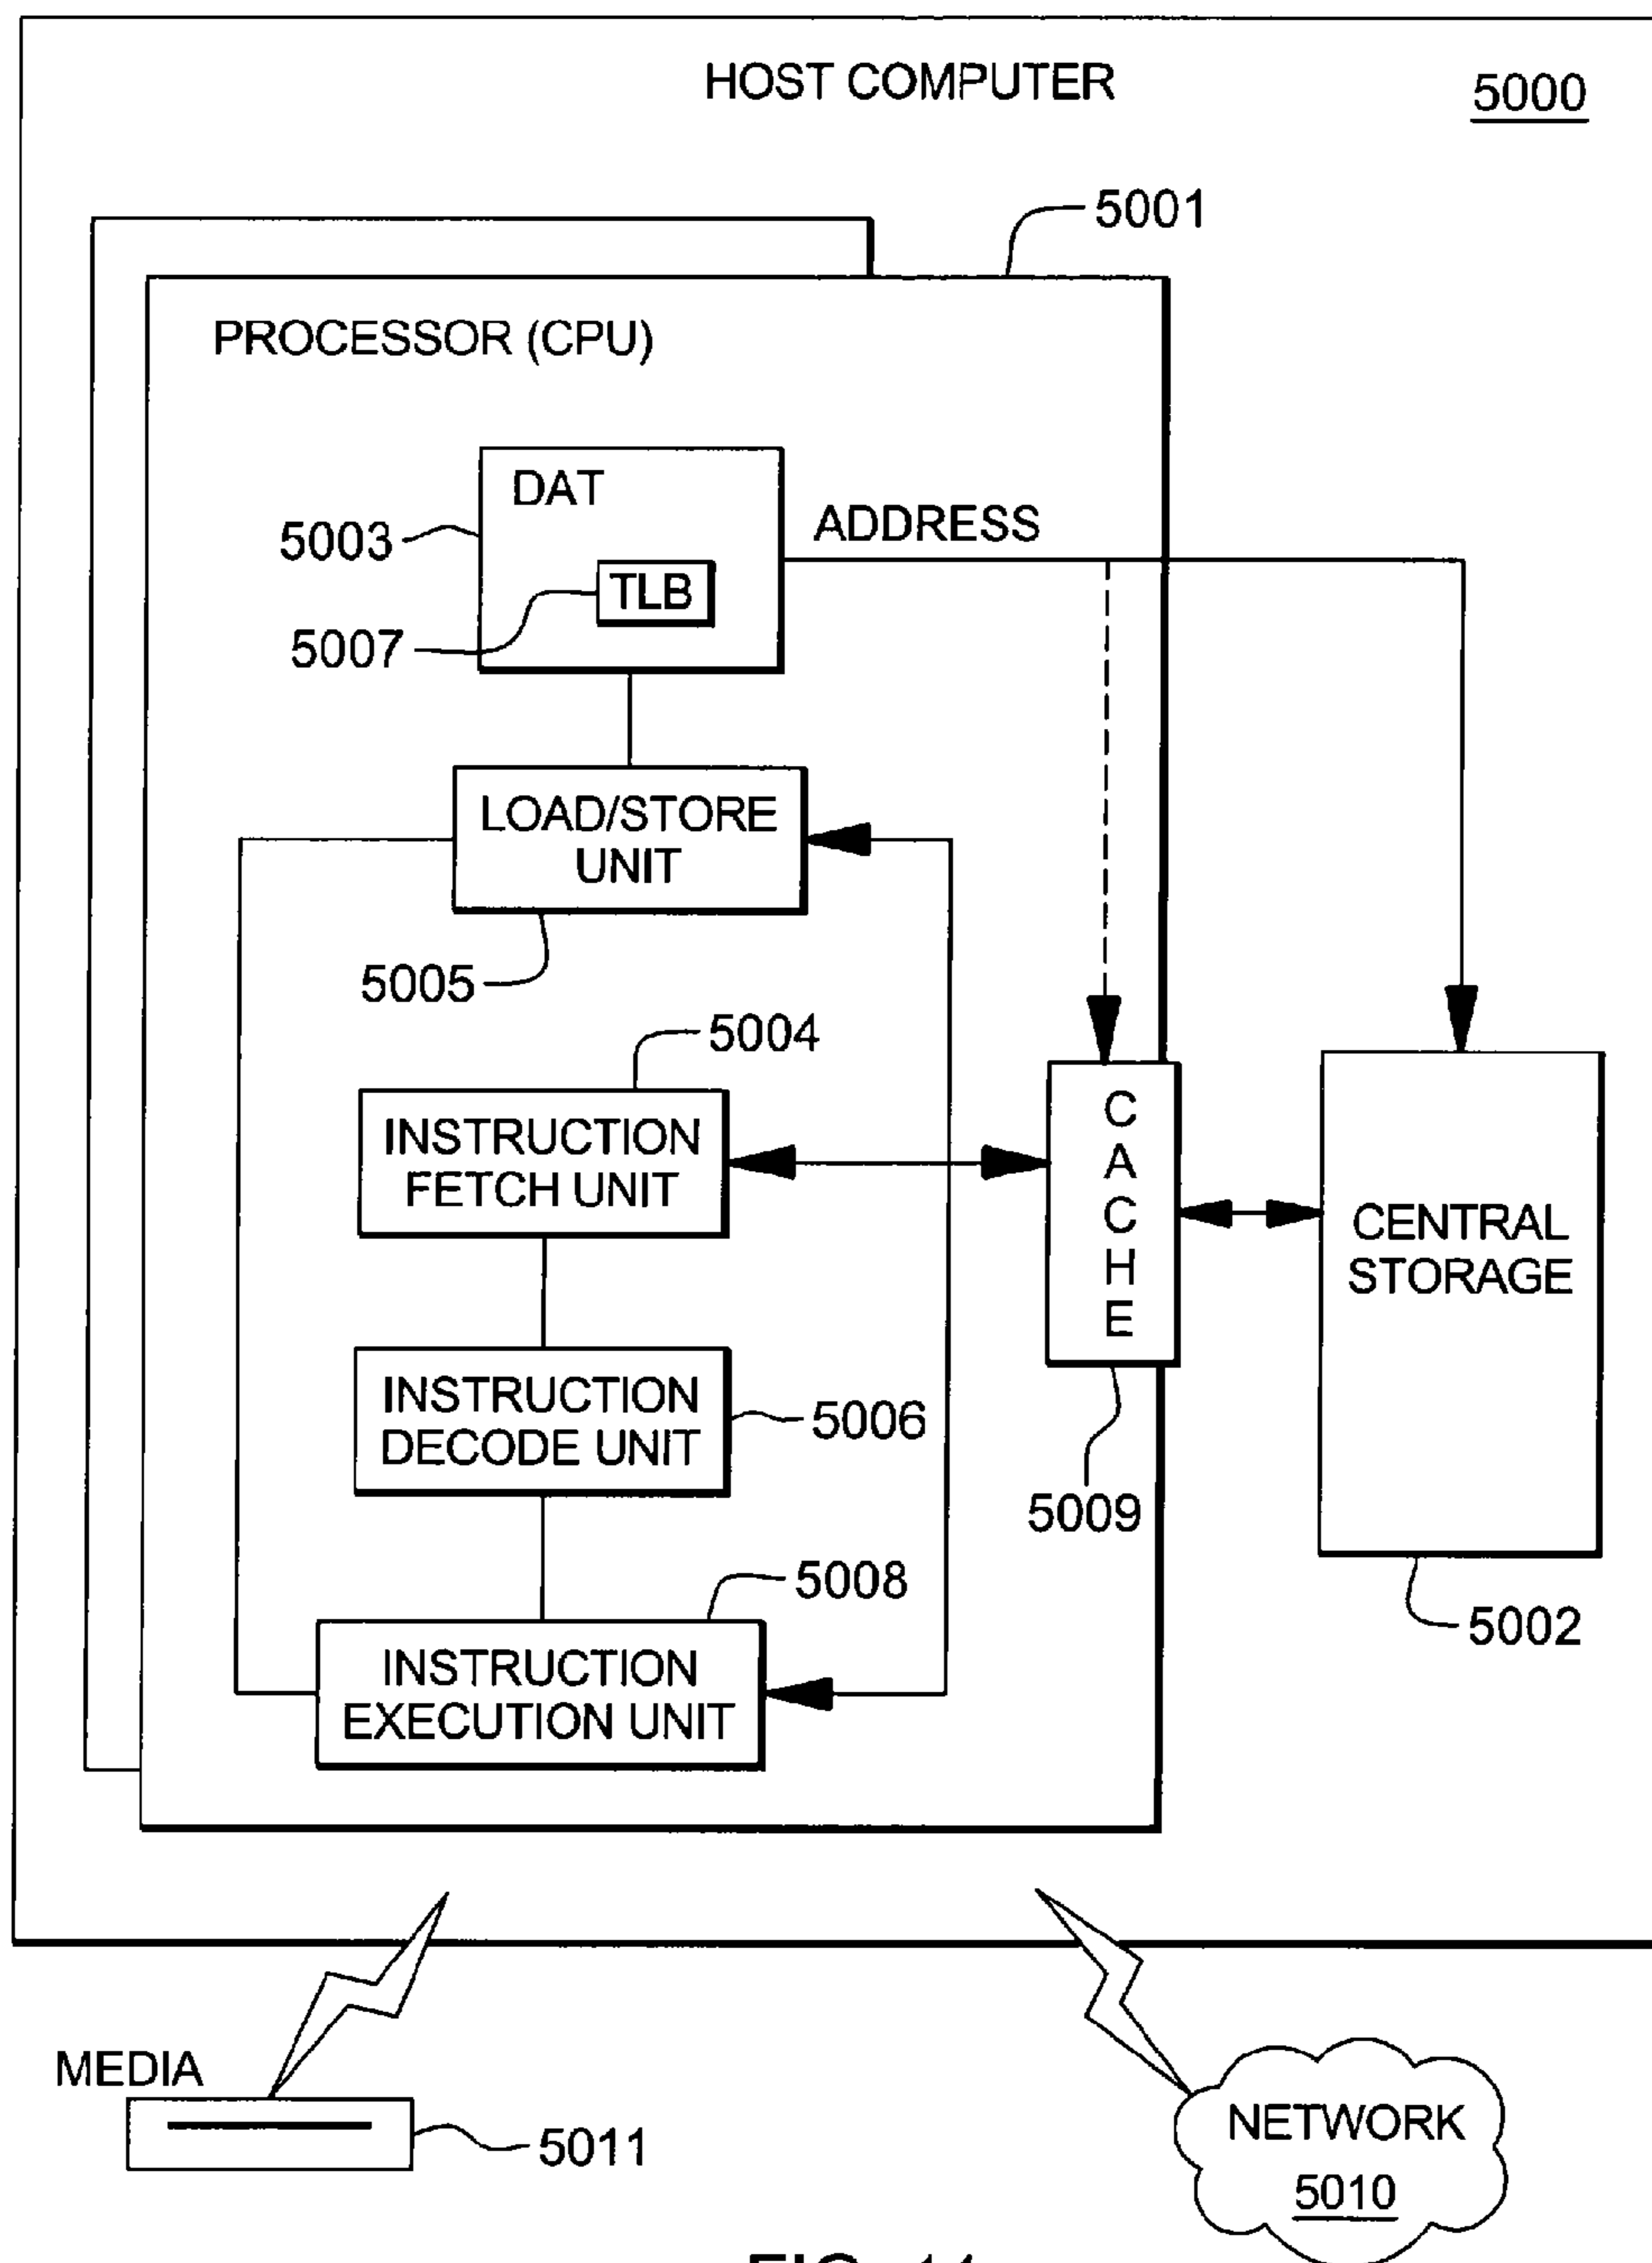 HOST COMPUTER
5000
5001
PROCESSOR (CPU)
DAT
5003
ADDRESS
TLB
5007
LOAD/STORE
UNIT
5005
5004
INSTRUCTION
FETCH UNIT
CACHE
CENTRAL
STORAGE
INSTRUCTION
DECODE UNIT
5006
5009
5008
5002
INSTRUCTION
EXECUTION UNIT
MEDIA
5011
NETWORK
5010